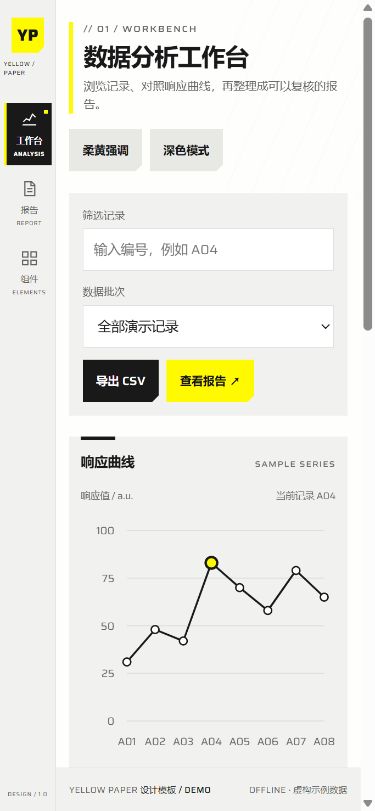 YP
YELLOW /
PAPER
工作台
ANALYSIS
报告
REPORT
组件
ELEMENTS
DESIGN / 1.0
// 01 / WORKBENCH
数据分析工作台
浏览记录、对照响应曲线，再整理成可以复核的报
告。
柔黄强调
深色模式
筛选记录
输入编号，例如 A04
数据批次
全部演示记录
导出 CSV
查看报告 ↗
响应曲线
SAMPLE SERIES
响应值 / a.u.
当前记录 A04
100
75
50
25
0
A01 A02 A03 A04 A05 A06 A07 A08
YELLOW PAPER 设计模板 / DEMO
OFFLINE · 虚构示例数据